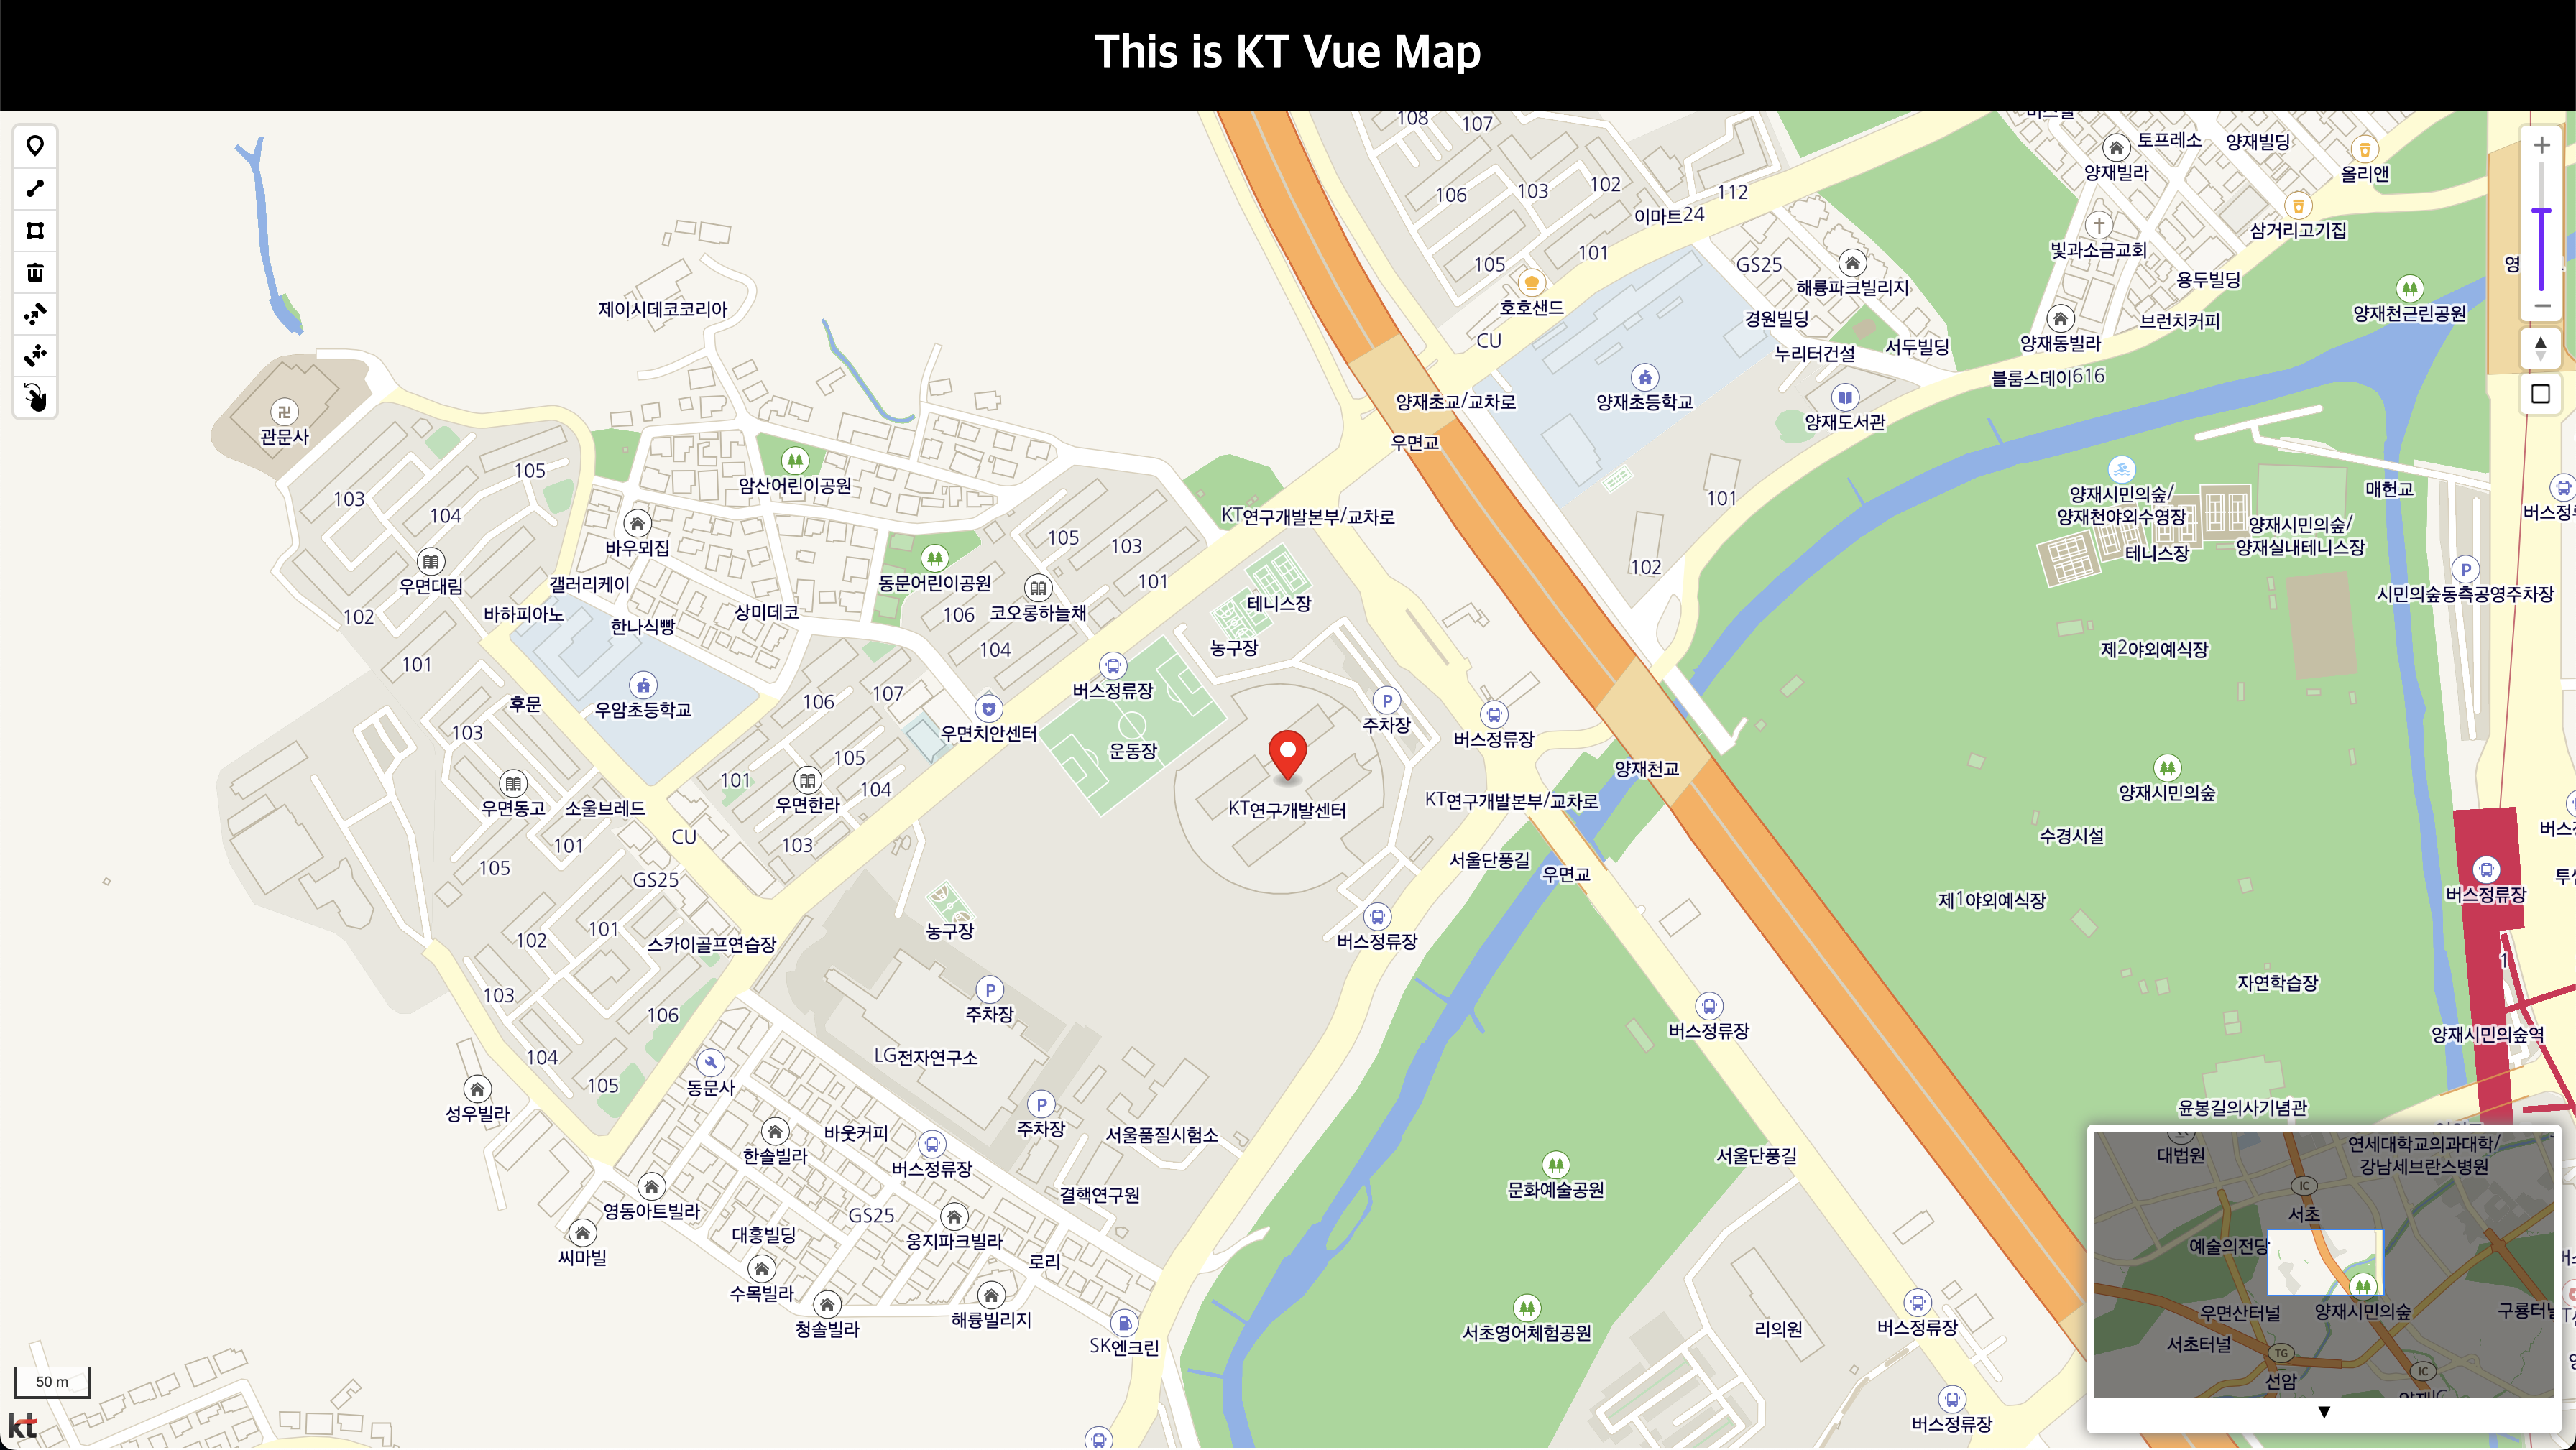 This is KT Vue Map
108
107
106
103
102
112
이마트24
105
101
호호샌드
CU
GS25
해륭파크빌리지
경원빌딩
누리터건설
서두빌딩
토프레소
양재빌딩
양재빌라
올리앤
삼거리고기집
빛과소금교회
용두빌딩
양재동빌라
브런치커피
양재천근린공원
블룸스데이616
제이시데코코리아
양재초교/교차로
우면교
양재초등학교
양재도서관
관문사
105
103
104
암산어린이공원
바우뫼집
우면대림
갤러리케이
바하피아노
한나식빵
상미데코
동문어린이공원
105
103
101
106
코오롱하늘채
104
KT연구개발본부/교차로
101
102
양재시민의숲/
양재천야외수영장
테니스장
양재시민의숲/
양재실내테니스장
매헌교
시민의숲동측공영주차장
제2야외예식장
102
101
테니스장
농구장
후문
우암초등학교
106
107
버스정류장
우면치안센터
운동장
주차장
버스정류장
양재천교
103
105
101
우면한라
104
103
우면동고
소울브레드
CU
101
105
GS25
KT연구개발센터
KT연구개발본부/교차로
양재시민의숲
수경시설
서울단풍길
우면교
제1야외예식장
버스정류장
1
102
101
스카이골프연습장
농구장
버스정류장
103
106
주차장
버스정류장
자연학습장
양재시민의숲역
104
105
LG전자연구소
동문사
성우빌라
주차장
서울품질시험소
윤봉길의사기념관
바웃커피
한솔빌라
버스정류장
결핵연구원
서울단풍길
문화예술공원
영동아트빌라
GS25
대흥빌딩
웅지파크빌라
씨마빌
로리
수목빌라
청솔빌라
해륭빌리지
SK엔크린
서초영어체험공원
리의원
버스정류장
버스정류장
대법원
연세대학교의과대학/
강남세브란스병원
IC
서초
예술의전당
우면산터널
양재시민의숲
서초터널
TG
선암
IC
50 m
kt